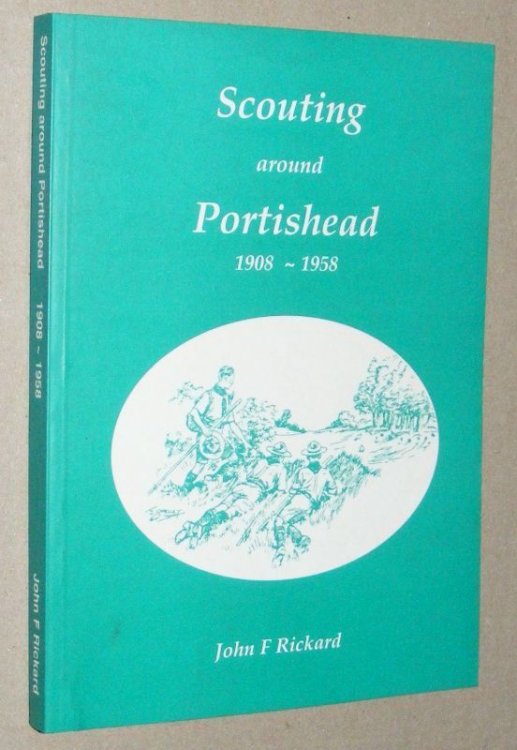 Scouting
around
Portishead
1908 ~ 1958
John F Rickard
Scouting around Portishead 1908 ~ 1958 John F Rickard